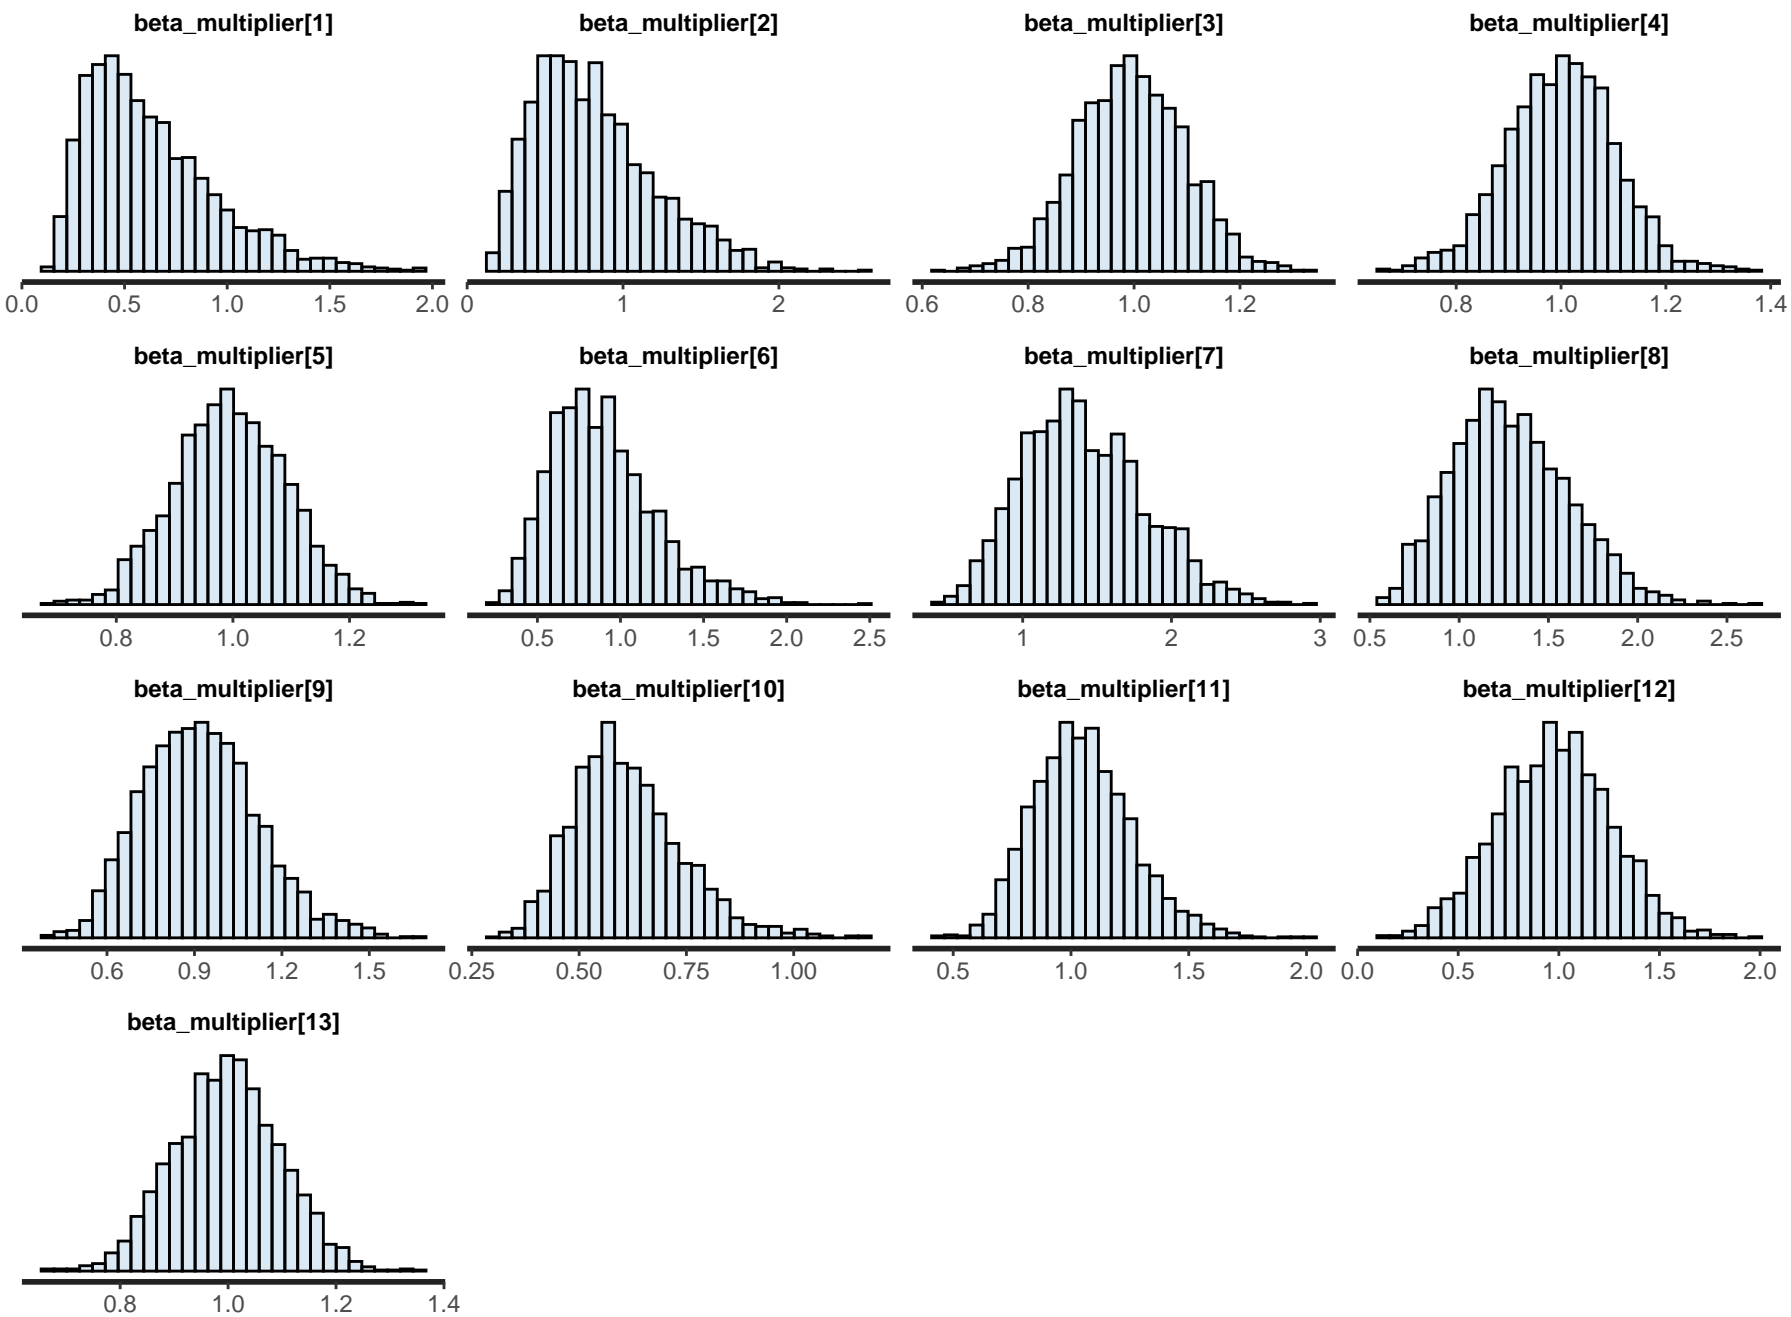 beta_multiplier[1] beta_multiplier[2] beta_multiplier[3] beta_multiplier[4]
0.0 0.5 1.0 1.5 2.0 0 1 2 0.6 0.8 1.0 1.2 0.8 1.0 1.2 1.4
beta_multiplier[5] beta_multiplier[6] beta_multiplier[7] beta_multiplier[8]
0.8 1.0 1.2 0.5 1.0 1.5 2.0 2.5 1 2 3 0.5 1.0 1.5 2.0 2.5
beta_multiplier[9] beta_multiplier[10] beta_multiplier[11] beta_multiplier[12]
0.6 0.9 1.2 1.5 0.25 0.50 0.75 1.00 0.5 1.0 1.5 2.0 0.0 0.5 1.0 1.5 2.0
beta_multiplier[13]
0.8 1.0 1.2 1.4